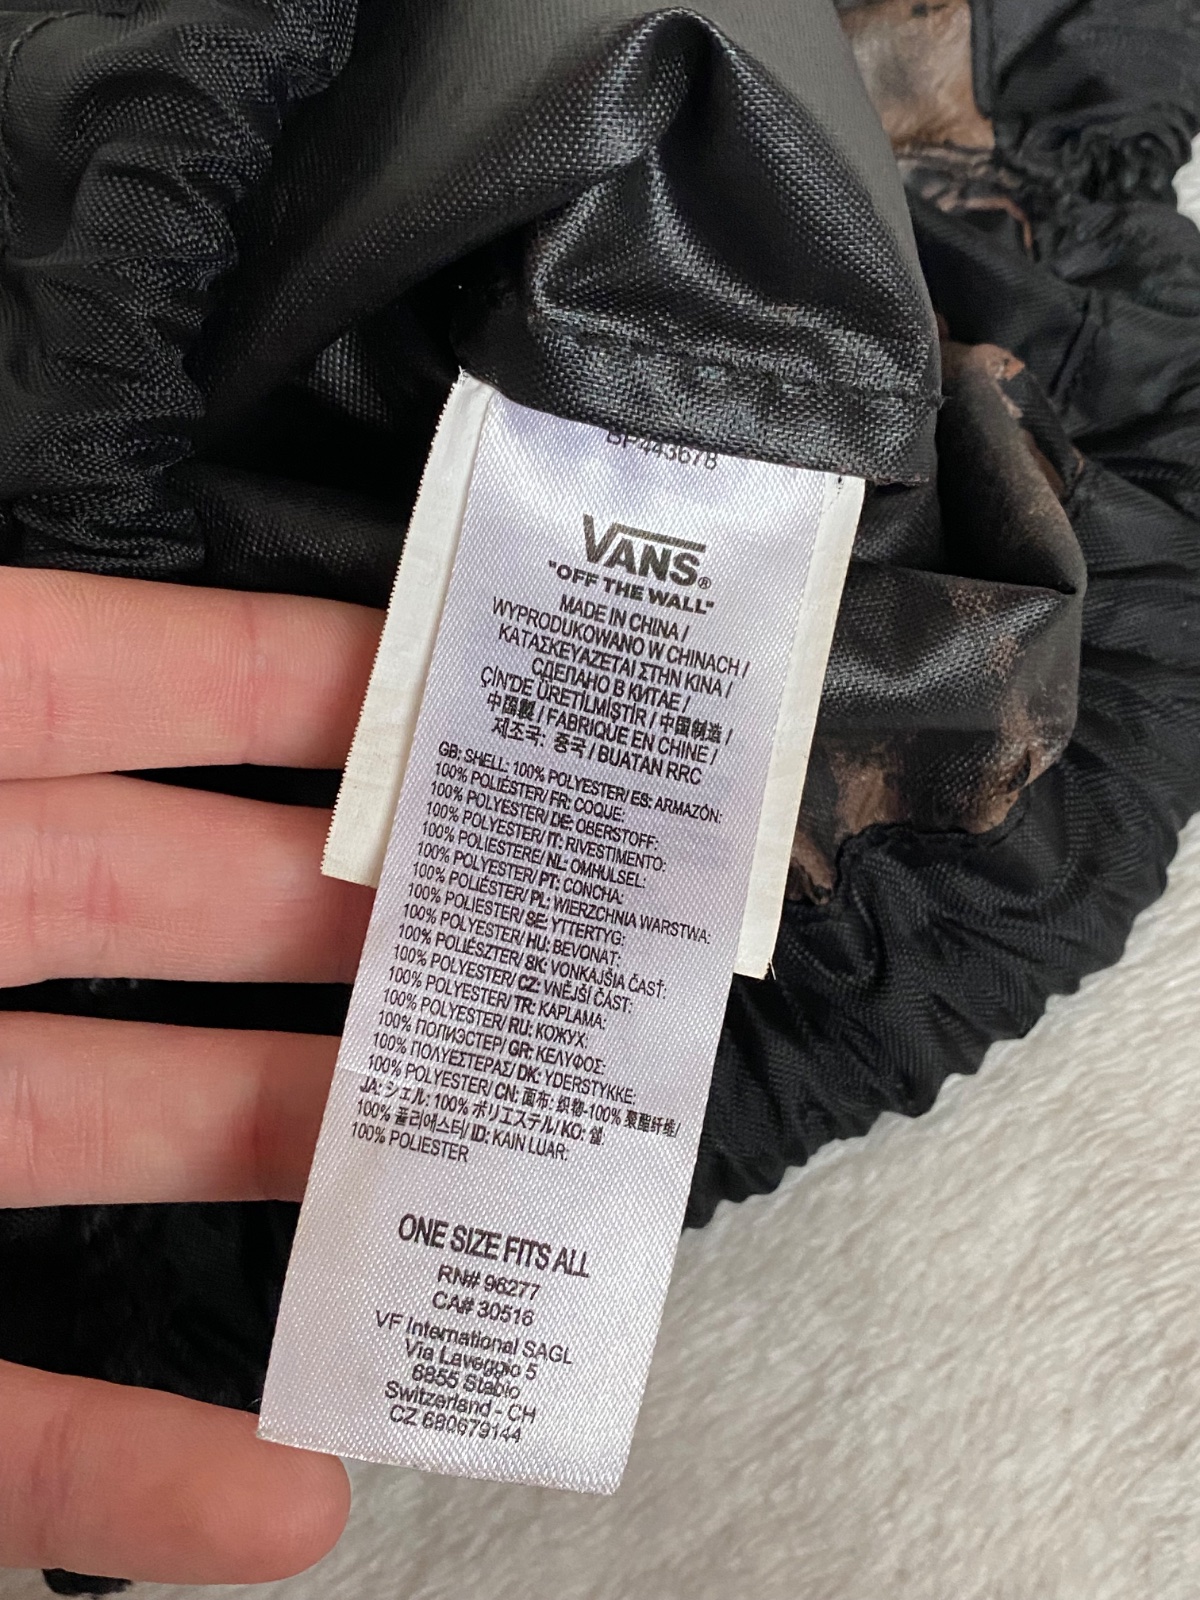 BP443678
VANS®
"OFF THE WALL"
MADE IN CHINA /
WYPRODUKOWANO W CHINACH /
ΚΑΤΑΣΚΕΥΑΖΕΤΑΙ ΣΤΗΝ ΚΙΝΑ /
СДЕЛАНО В КИТАЕ /
ÇİN'DE ÜRETİLMİŞTİR / 中国制造 /
中国製 / FABRIQUE EN CHINE /
제조국: 중국 / BUATAN RRC
GB: SHELL: 100% POLYESTER/ ES: ARMAZÓN:
100% POLIÉSTER/ FR: COQUE:
100% POLYESTER/ DE: OBERSTOFF:
100% POLYESTER/ IT: RIVESTIMENTO:
100% POLIESTERE/ NL: OMHULSEL:
100% POLYESTER/ PT: CONCHA:
100% POLIÉSTER/ PL: WIERZCHNIA WARSTWA:
100% POLIESTER/ SE: YTTERTYG:
100% POLYESTER/ HU: BEVONAT:
100% POLIÉSZTER/ SK: VONKAJŠIA ČASŤ:
100% POLYESTER/ CZ: VNĚJŠÍ ČÁST:
100% POLYESTER/ TR: KAPLAMA:
100% POLYESTER/ RU: КОЖУХ:
100% ПОЛИЭСТЕР/ GR: ΚΕΛΥΦΟΣ:
100% ΠΟΛΥΕΣΤΕΡΑΣ/ DK: YDERSTYKKE:
100% POLYESTER/ CN: 面布: 织物-100% 聚酯纤维/
JA: シェル: 100% ポリエステル/ KO: 쉘:
100% 폴리에스터/ ID: KAIN LUAR:
100% POLIESTER
ONE SIZE FITS ALL
RN# 96277
CA# 30516
VF International SAGL
Via Laveggio 5
6855 Stabio
Switzerland - CH
CZ 680679144